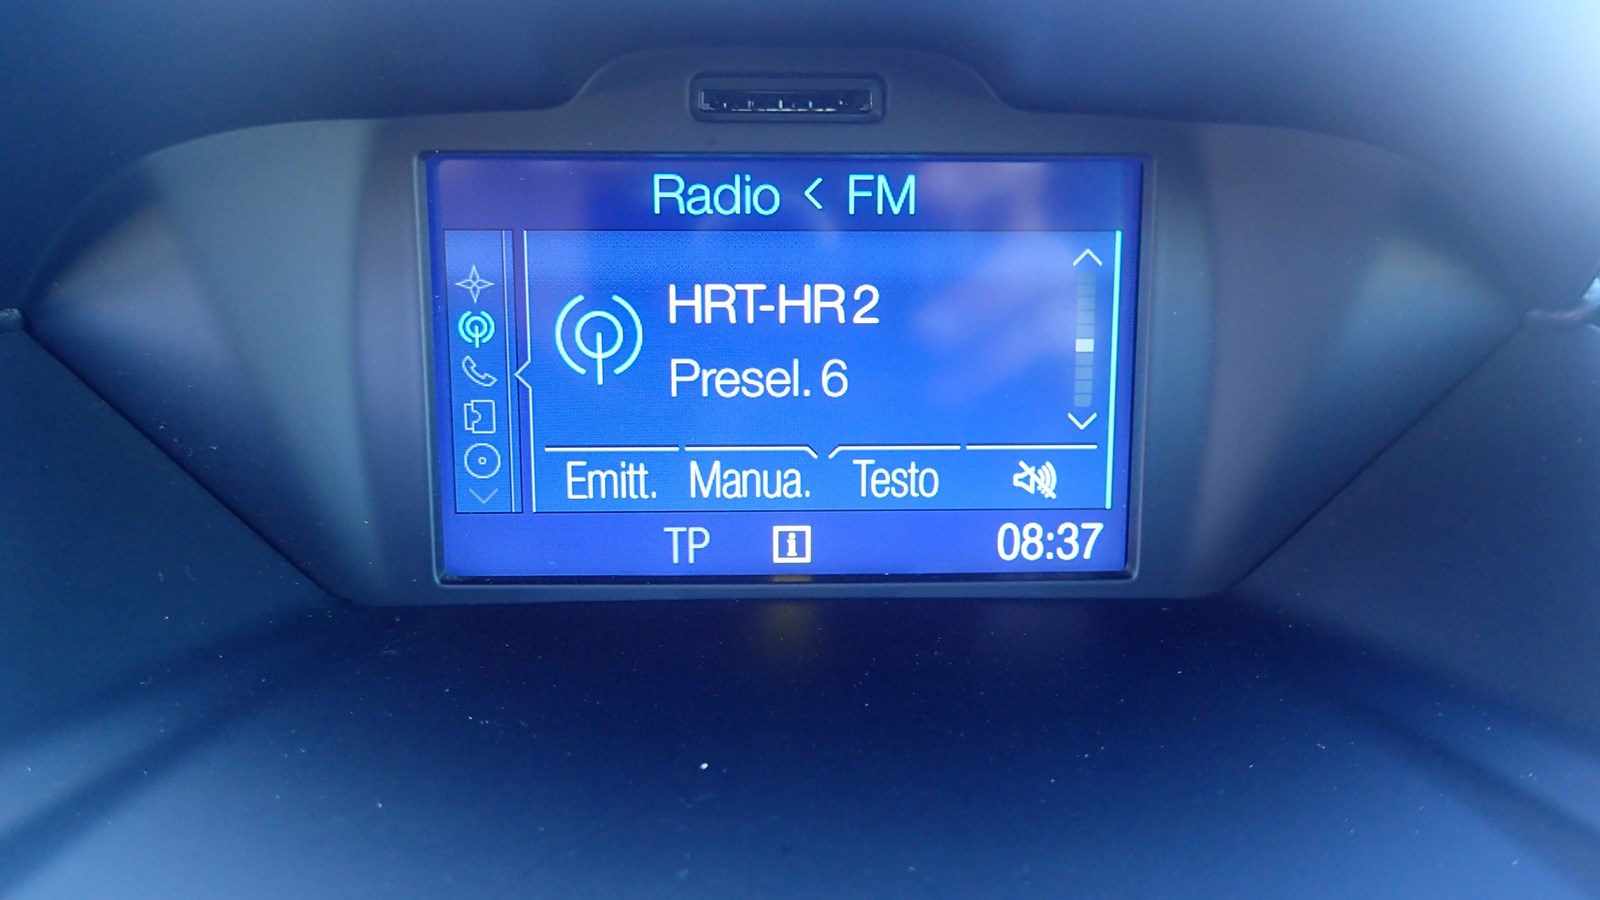 Radio < FM
HRT-HR2
Presel. 6
Emitt. Manua. Testo
TP i 08:37